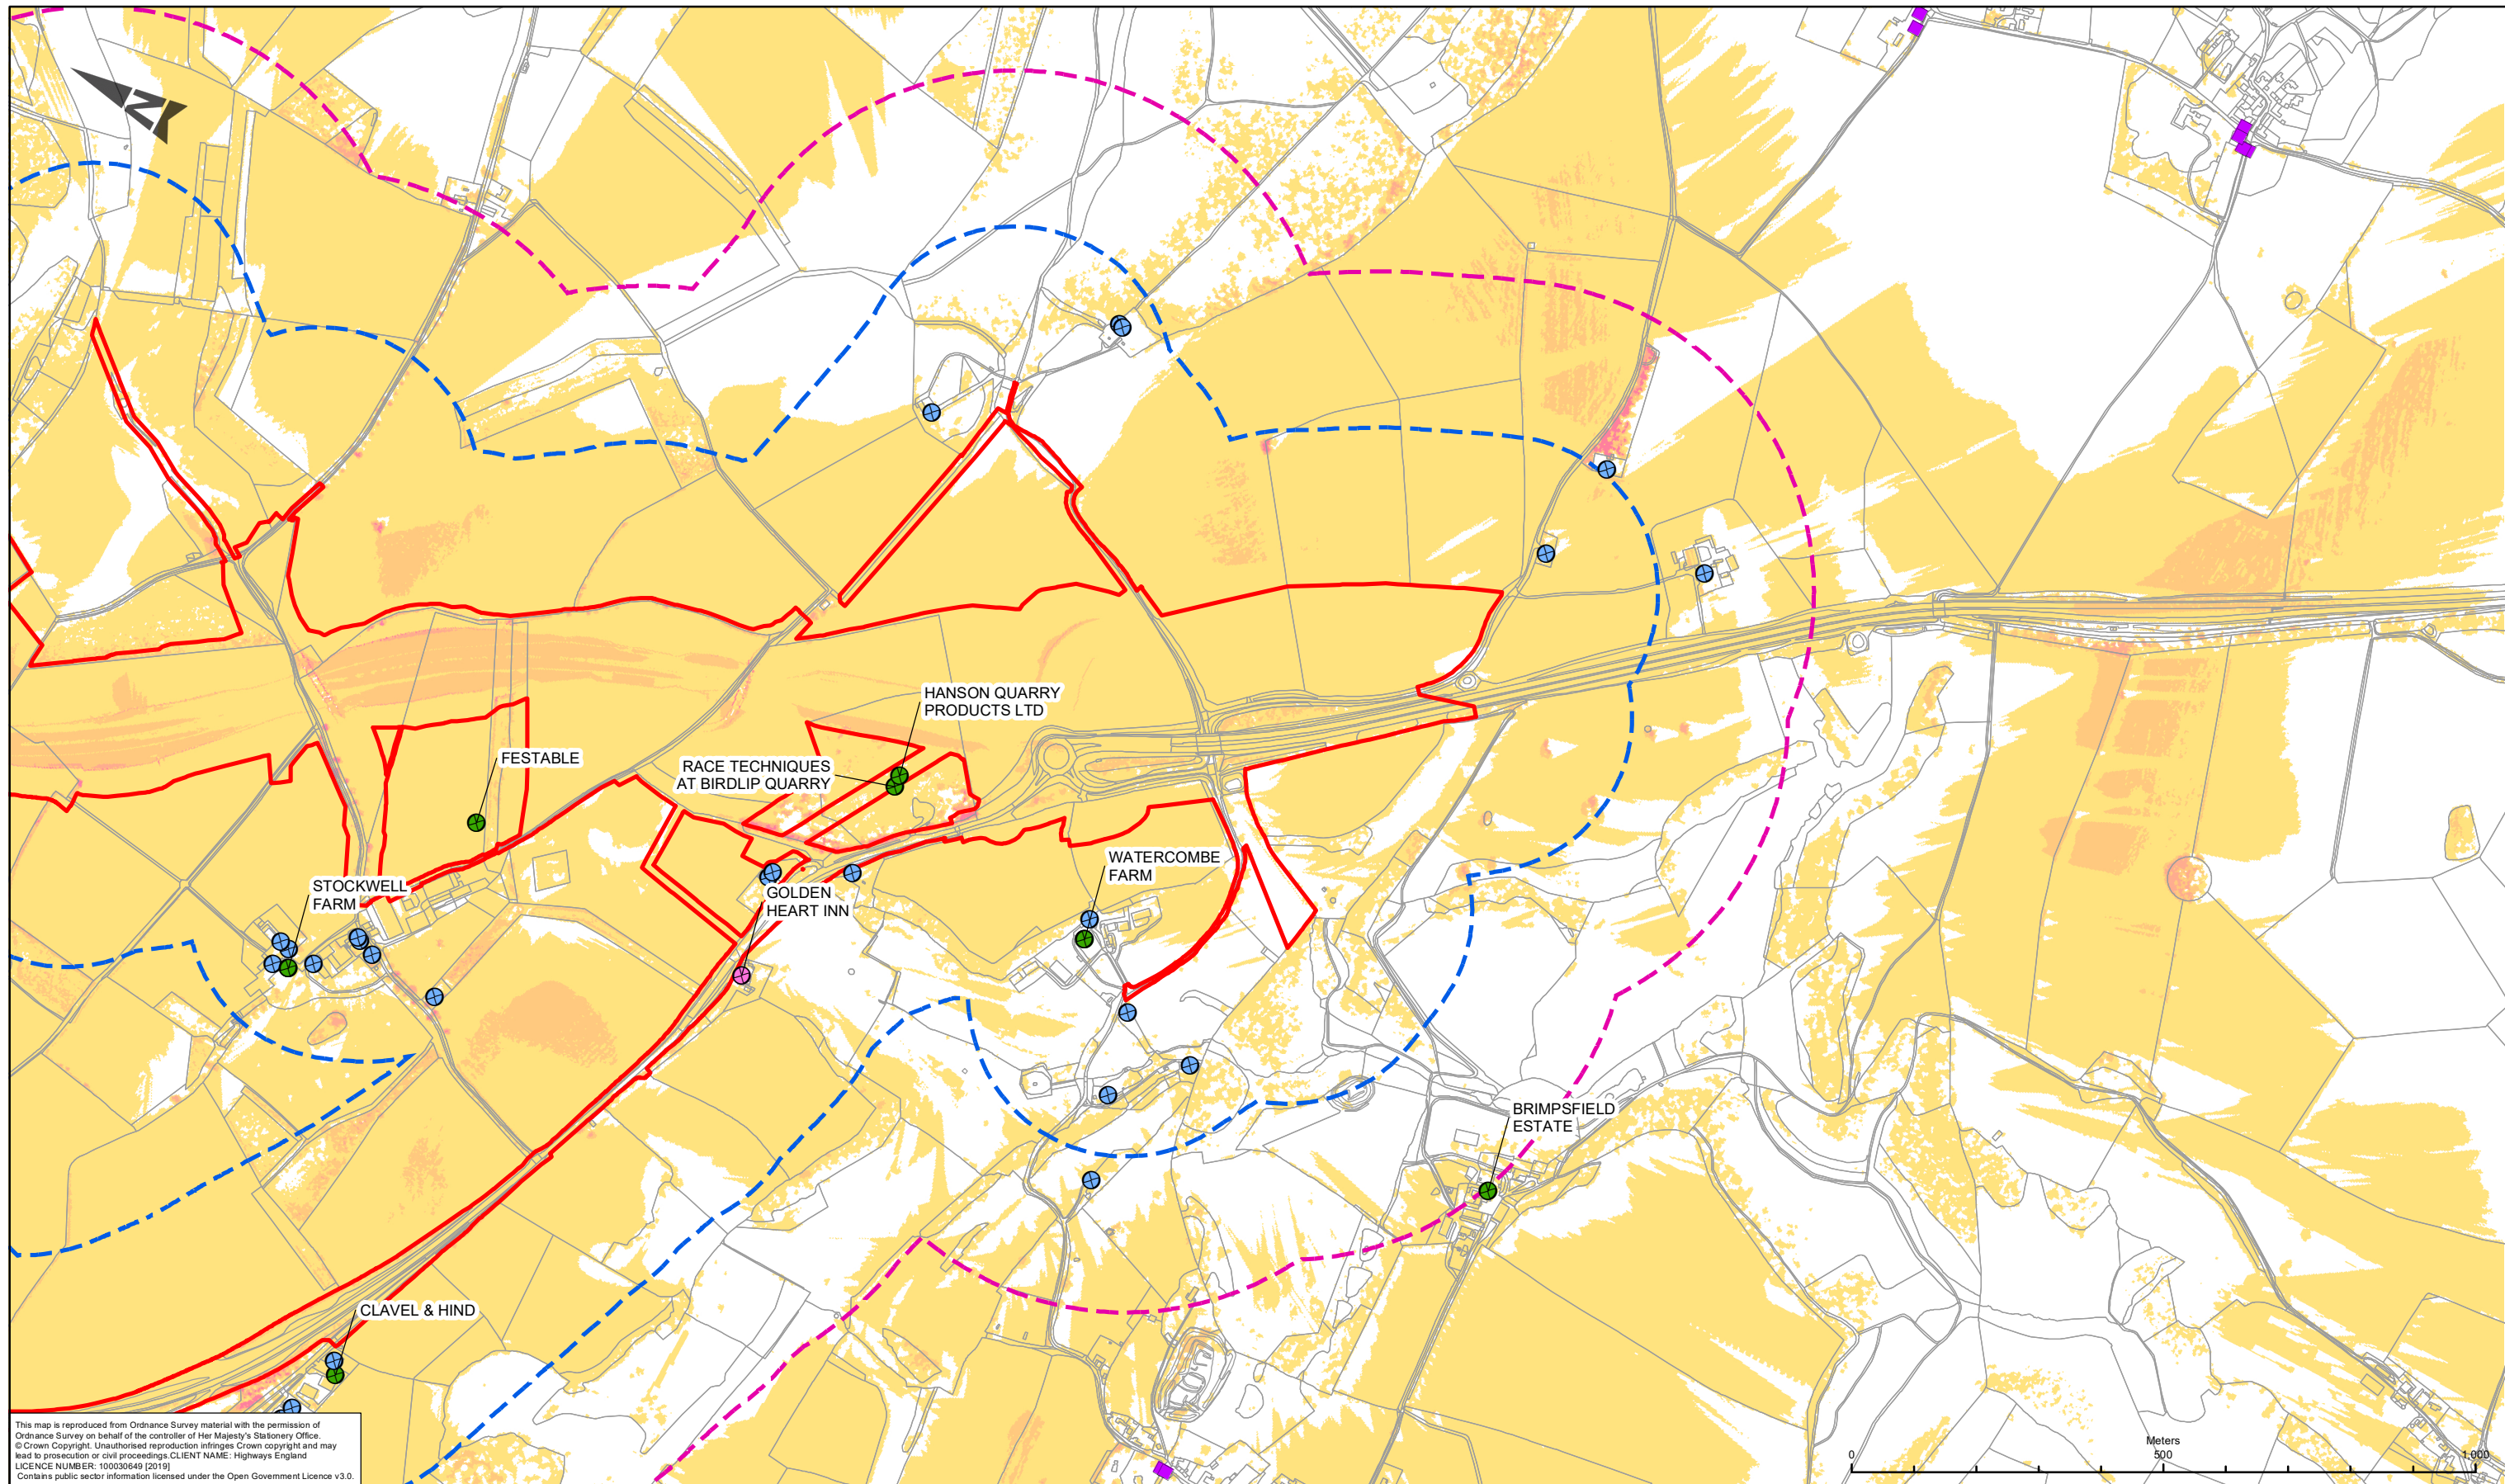 N
HANSON QUARRY
PRODUCTS LTD
FESTABLE
RACE TECHNIQUES
AT BIRDLIP QUARRY
WATERCOMBE
FARM
STOCKWELL
FARM
GOLDEN
HEART INN
BRIMPSFIELD
ESTATE
CLAVEL & HIND
This map is reproduced from Ordnance Survey material with the permission of
Ordnance Survey on behalf of the controller of Her Majesty's Stationery Office.
© Crown Copyright. Unauthorised reproduction infringes Crown copyright and may
lead to prosecution or civil proceedings.CLIENT NAME: Highways England
LICENCE NUMBER: 100030649 [2019]
Contains public sector information licensed under the Open Government Licence v3.0.
Meters
0 500 1,000